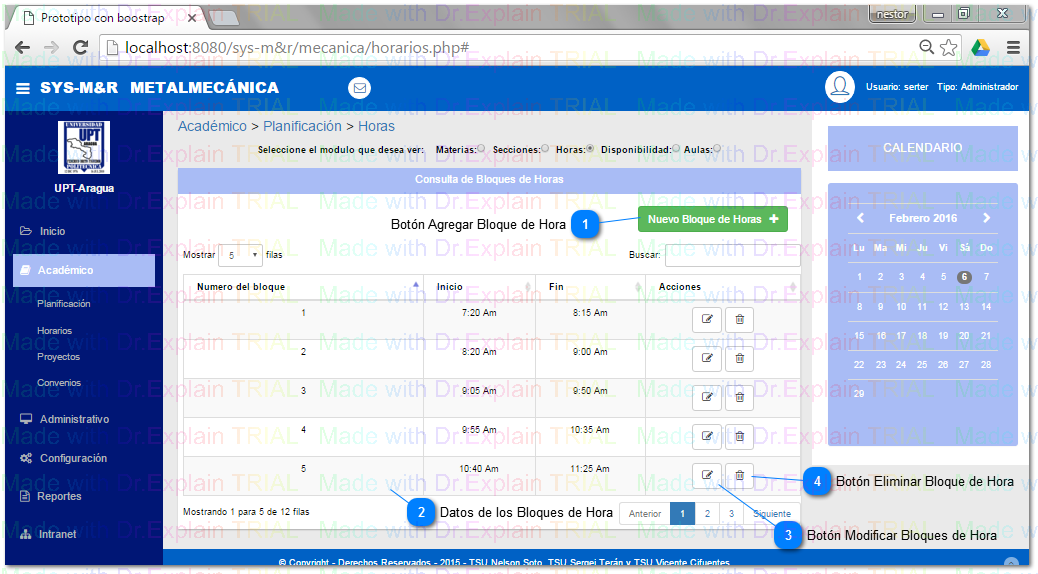 Prototipo con boostrap
nestor
localhost:8080/sys-m&r/mecanica/horarios.php#
SYS-M&R METALMECÁNICA
Usuario: serter Tipo: Administrador
UNIVERSIDAD
UPT
ARAGUA
POLITECNICA
UPT-Aragua
Inicio
Académico
Planificación
Horarios
Proyectos
Convenios
Administrativo
Configuración
Reportes
Intranet
Académico > Planificación > Horas
Seleccione el modulo que desea ver: Materias: Secciones: Horas: Disponibilidad: Aulas:
Consulta de Bloques de Horas
Botón Agregar Bloque de Hora 1 Nuevo Bloque de Horas +
Mostrar 5 filas Buscar:
Numero del bloque Inicio Fin Acciones
1 7:20 Am 8:15 Am
2 8:20 Am 9:00 Am
3 9:05 Am 9:50 Am
4 9:55 Am 10:35 Am
5 10:40 Am 11:25 Am
4 Botón Eliminar Bloque de Hora
Mostrando 1 para 5 de 12 filas
2 Datos de los Bloques de Hora
Anterior 1 2 3 Siguiente
3 Botón Modificar Bloques de Hora
CALENDARIO
Febrero 2016
Lu Ma Mi Ju Vi Sá Do
1 2 3 4 5 6 7
8 9 10 11 12 13 14
15 16 17 18 19 20 21
22 23 24 25 26 27 28
29
© Copyright - Derechos Reservados - 2015 - TSU Nelson Soto, TSU Sergei Terán y TSU Vicente Cifuentes
Made with Dr.Explain TRIAL